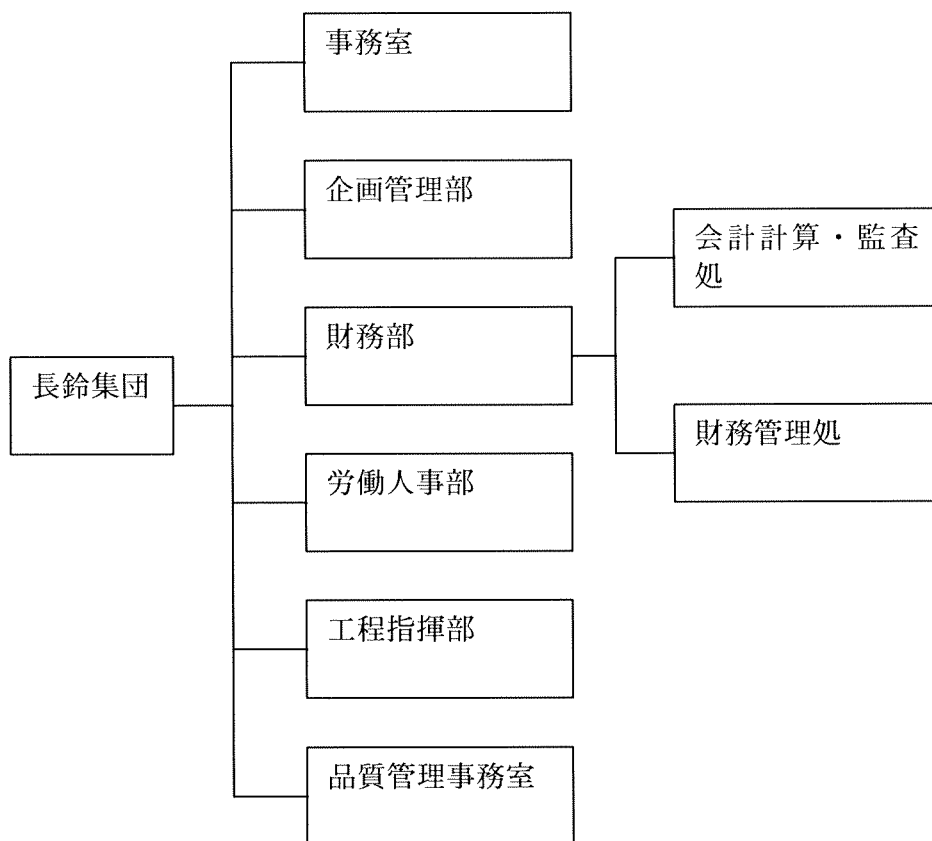 事務室
企画管理部
財務部
長鈴集団
労働人事部
工程指揮部
品質管理事務室
会計計算・監査
処
財務管理処